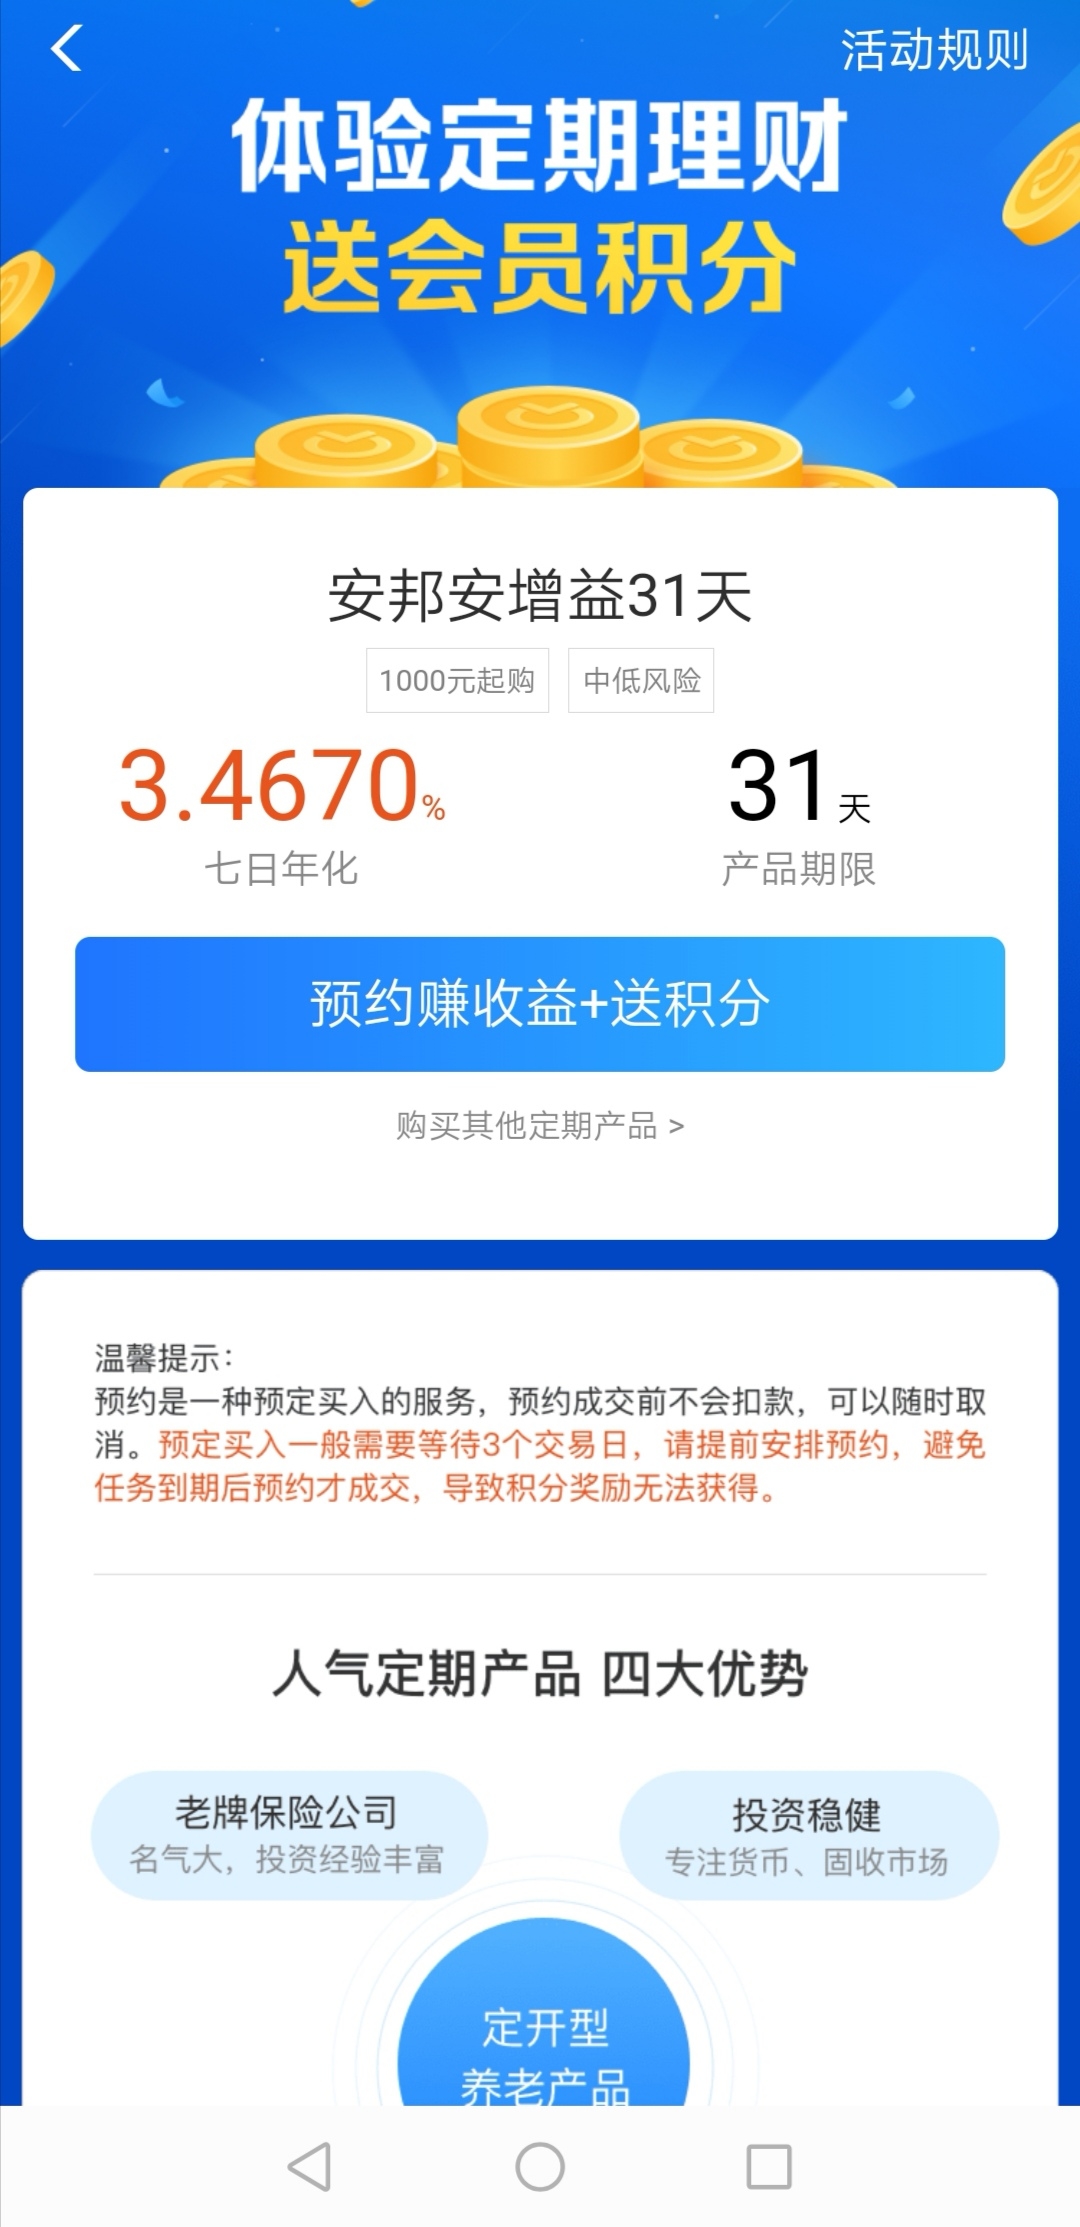 活动规则
体验定期理财
送会员积分
安邦安增益31天
1000元起购 中低风险
3.4670% 31天
七日年化 产品期限
预约赚收益+送积分
购买其他定期产品 >
温馨提示：
预约是一种预定买入的服务，预约成交前不会扣款，可以随时取
消。预定买入一般需要等待3个交易日，请提前安排预约，避免
任务到期后预约才成交，导致积分奖励无法获得。
人气定期产品 四大优势
老牌保险公司 投资稳健
名气大，投资经验丰富 专注货币、固收市场
定开型
养老产品